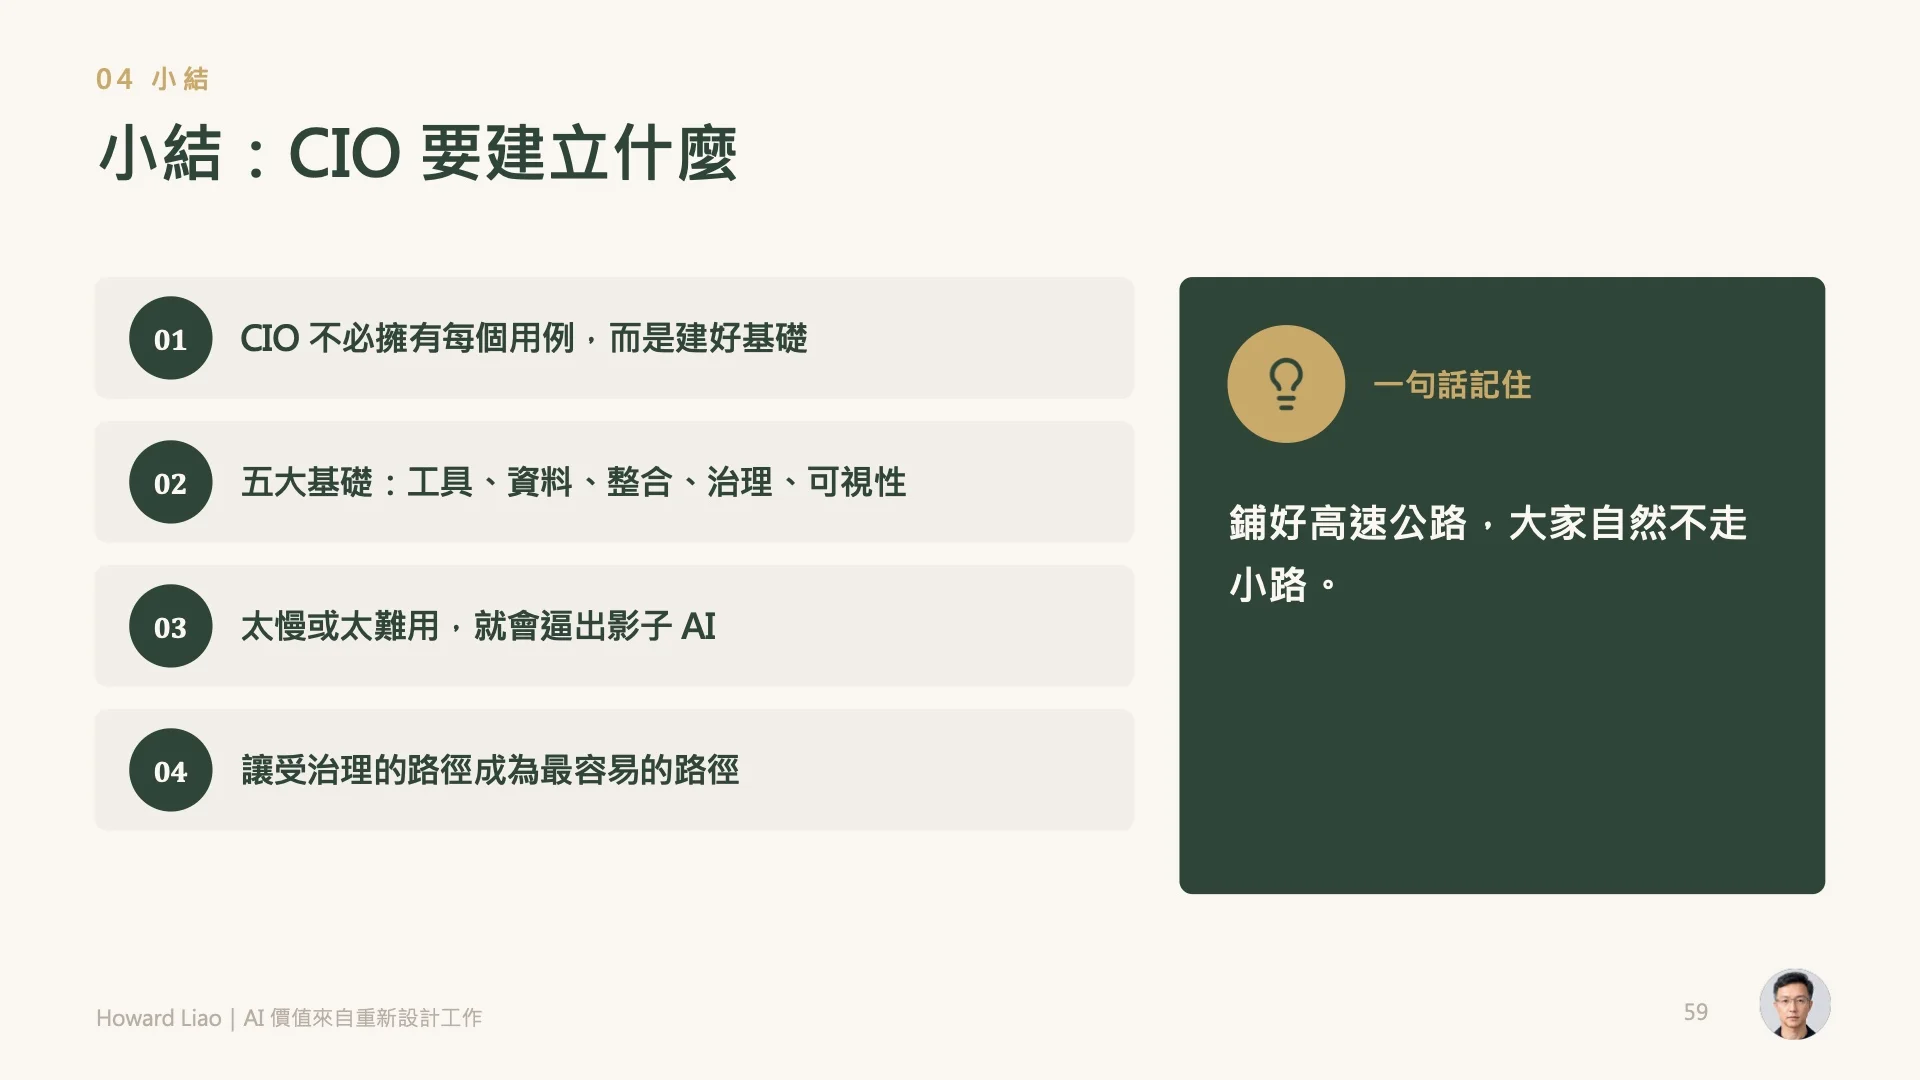 04 小結
小結：CIO 要建立什麼
01 CIO 不必擁有每個用例，而是建好基礎
02 五大基礎：工具、資料、整合、治理、可視性
03 太慢或太難用，就會逼出影子 AI
04 讓受治理的路徑成為最容易的路徑
一句話記住
鋪好高速公路，大家自然不走
小路。
Howard Liao | AI 價值來自重新設計工作
59